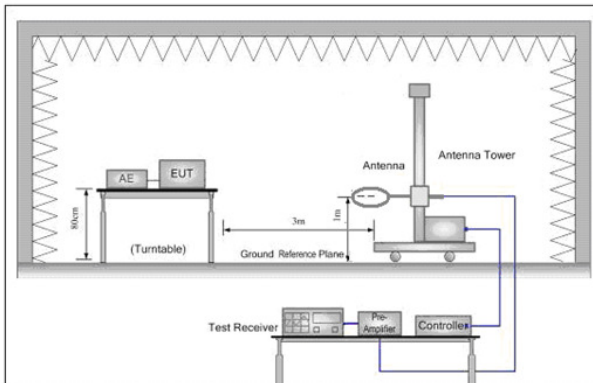 Antenna
Antenna Tower
AE
EUT
80cm
(Turntable)
3m
1m
Ground Reference Plane
Test Receiver
Pre-
Amplifier
Controller